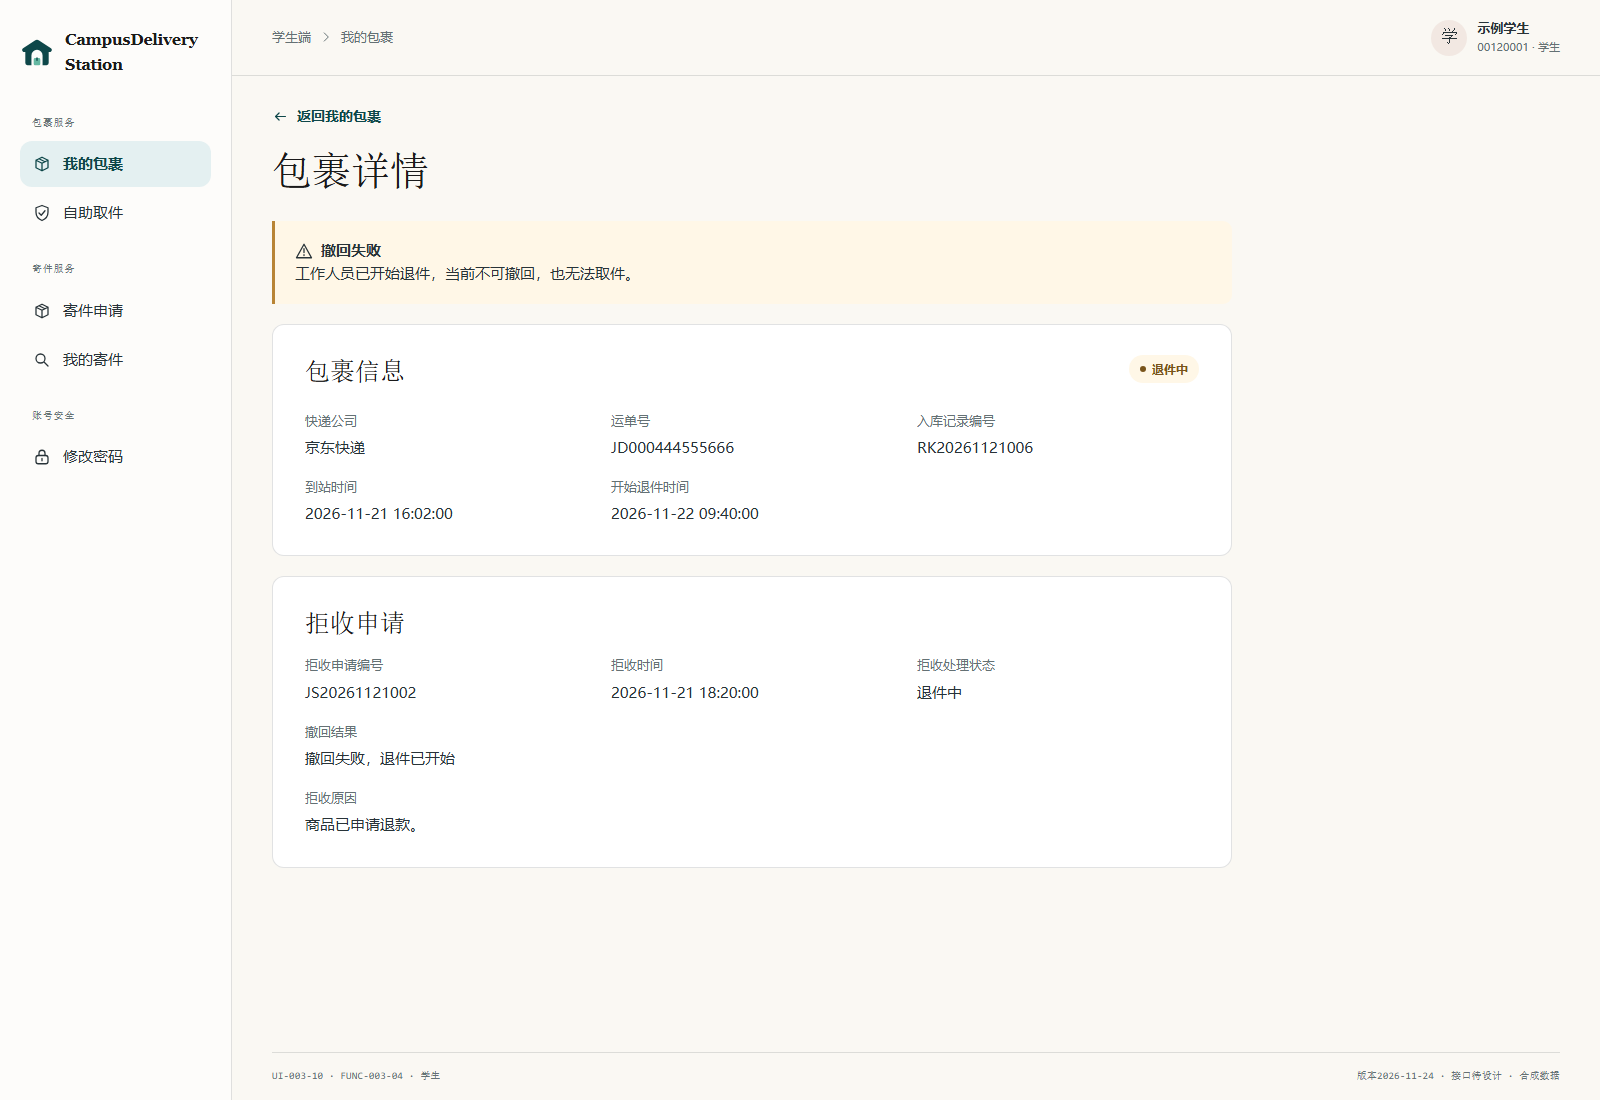 CampusDelivery
Station
包裹服务
我的包裹
自助取件
寄件服务
寄件申请
我的寄件
账号安全
修改密码
学生端 > 我的包裹
学
示例学生
00120001 · 学生
← 返回我的包裹
包裹详情
撤回失败
工作人员已开始退件，当前不可撤回，也无法取件。
包裹信息
退件中
快递公司 运单号 入库记录编号
京东快递 JD000444555666 RK20261121006
到站时间 开始退件时间
2026-11-21 16:02:00 2026-11-22 09:40:00
拒收申请
拒收申请编号 拒收时间 拒收处理状态
JS20261121002 2026-11-21 18:20:00 退件中
撤回结果
撤回失败，退件已开始
拒收原因
商品已申请退款。
UI-003-10 · FUNC-003-04 · 学生
版本2026-11-24 · 接口待设计 · 合成数据